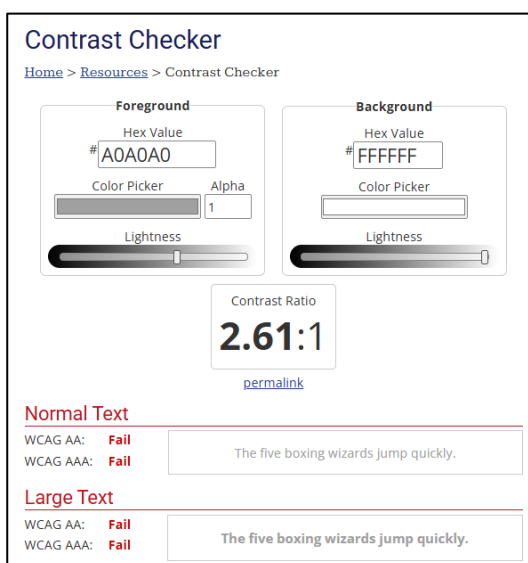 Contrast Checker
Home > Resources > Contrast Checker
Foreground
Hex Value
# A0A0A0
Color Picker Alpha
1
Lightness
Background
Hex Value
# FFFFFF
Color Picker
Lightness
Contrast Ratio
2.61:1
permalink
Normal Text
WCAG AA: Fail
WCAG AAA: Fail
The five boxing wizards jump quickly.
Large Text
WCAG AA: Fail
WCAG AAA: Fail
The five boxing wizards jump quickly.